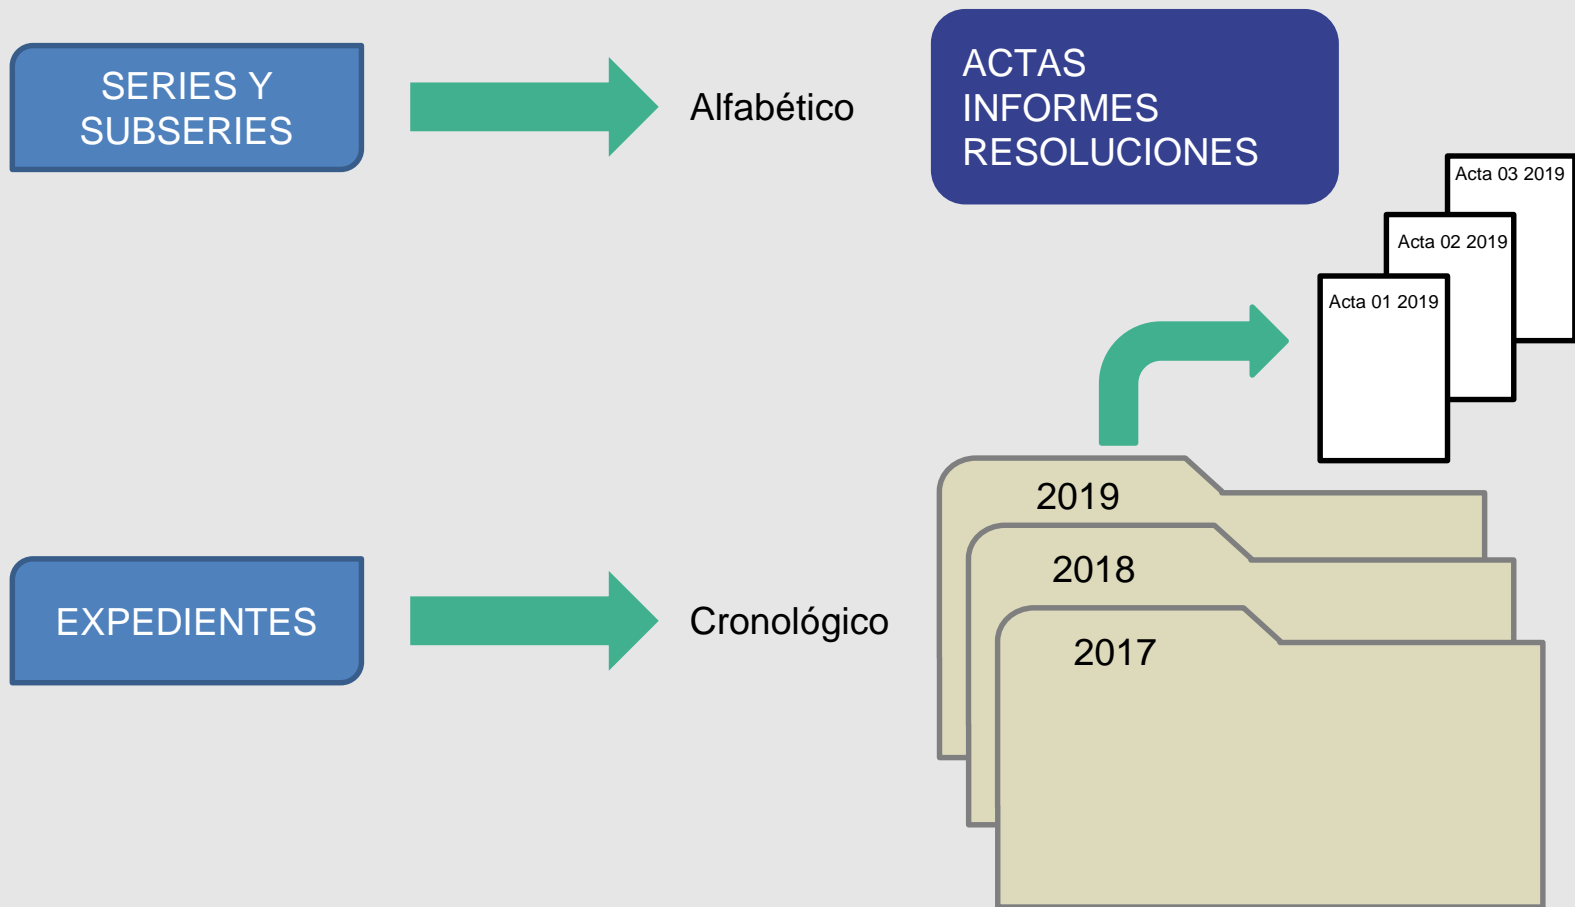 SERIES Y
SUBSERIES
Alfabético
ACTAS
INFORMES
RESOLUCIONES
Acta 03 2019
Acta 02 2019
Acta 01 2019
EXPEDIENTES
Cronológico
2019
2018
2017